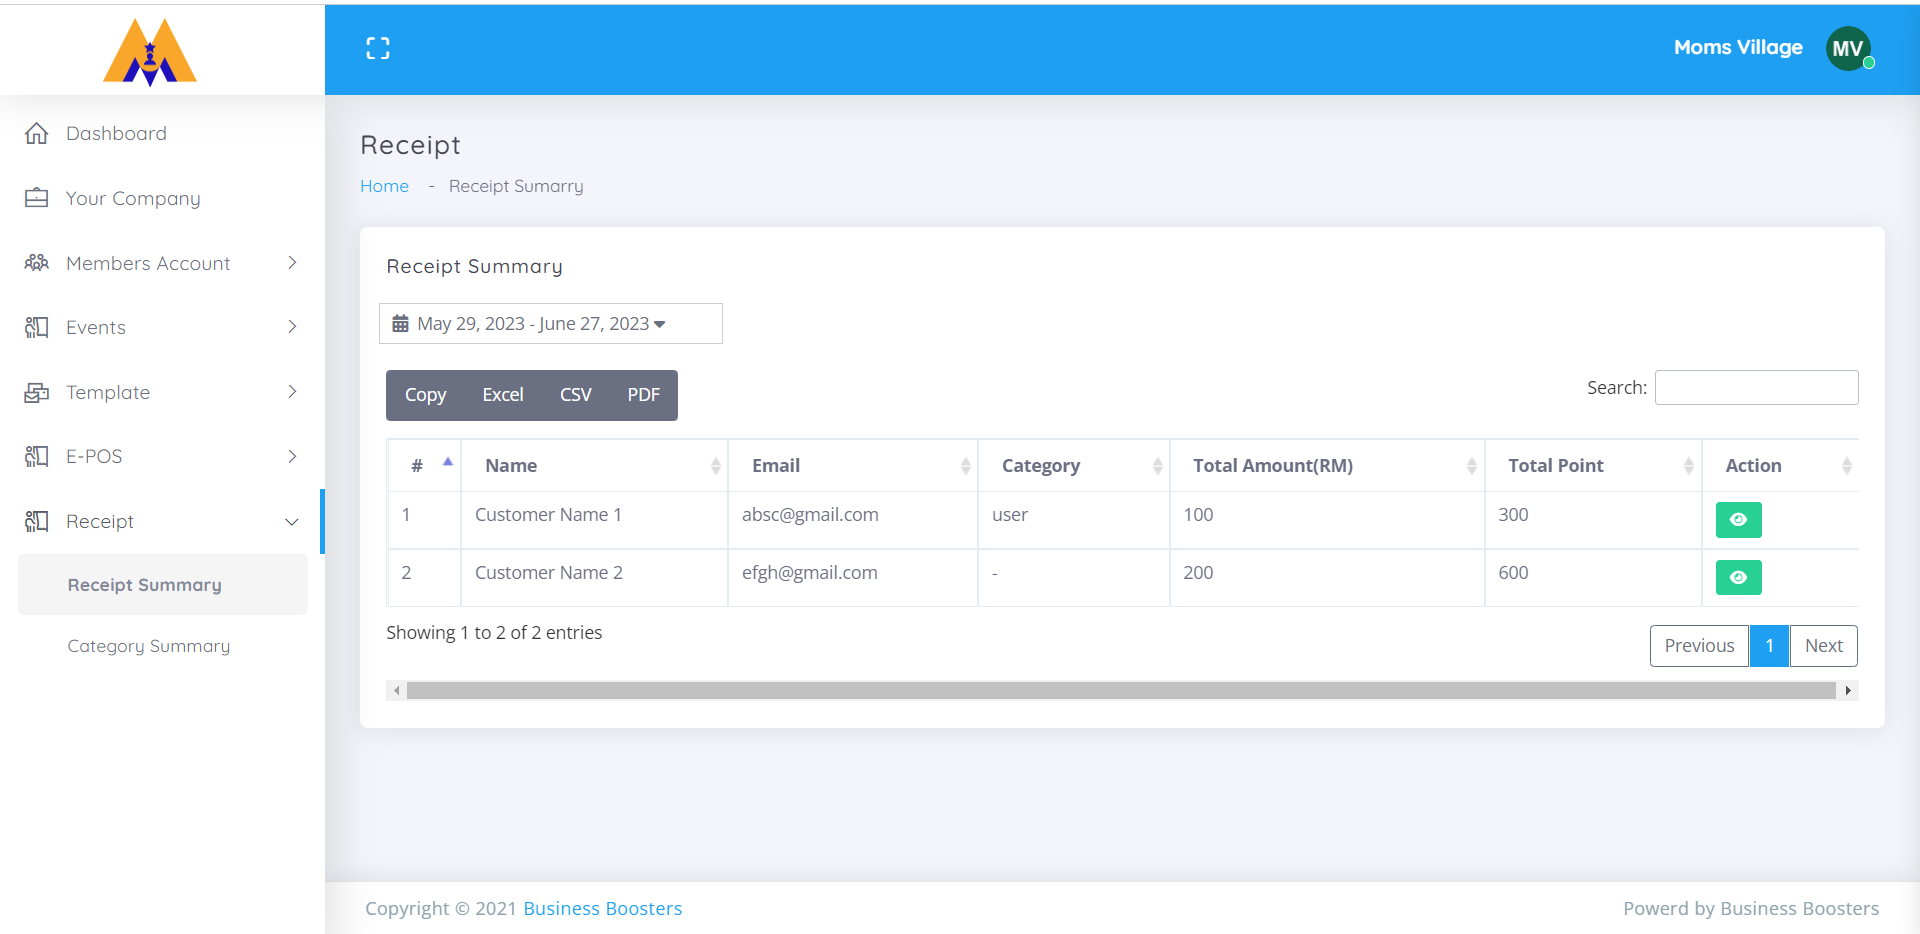 Moms Village
MV
Dashboard
Your Company
Members Account
Events
Template
E-POS
Receipt
Receipt Summary
Category Summary
Receipt
Home - Receipt Sumarry
Receipt Summary
May 29, 2023 - June 27, 2023
Copy Excel CSV PDF
Search:
# Name Email Category Total Amount(RM) Total Point Action
1 Customer Name 1 absc@gmail.com user 100 300
2 Customer Name 2 efgh@gmail.com - 200 600
Showing 1 to 2 of 2 entries
Previous 1 Next
Copyright © 2021 Business Boosters
Powerd by Business Boosters